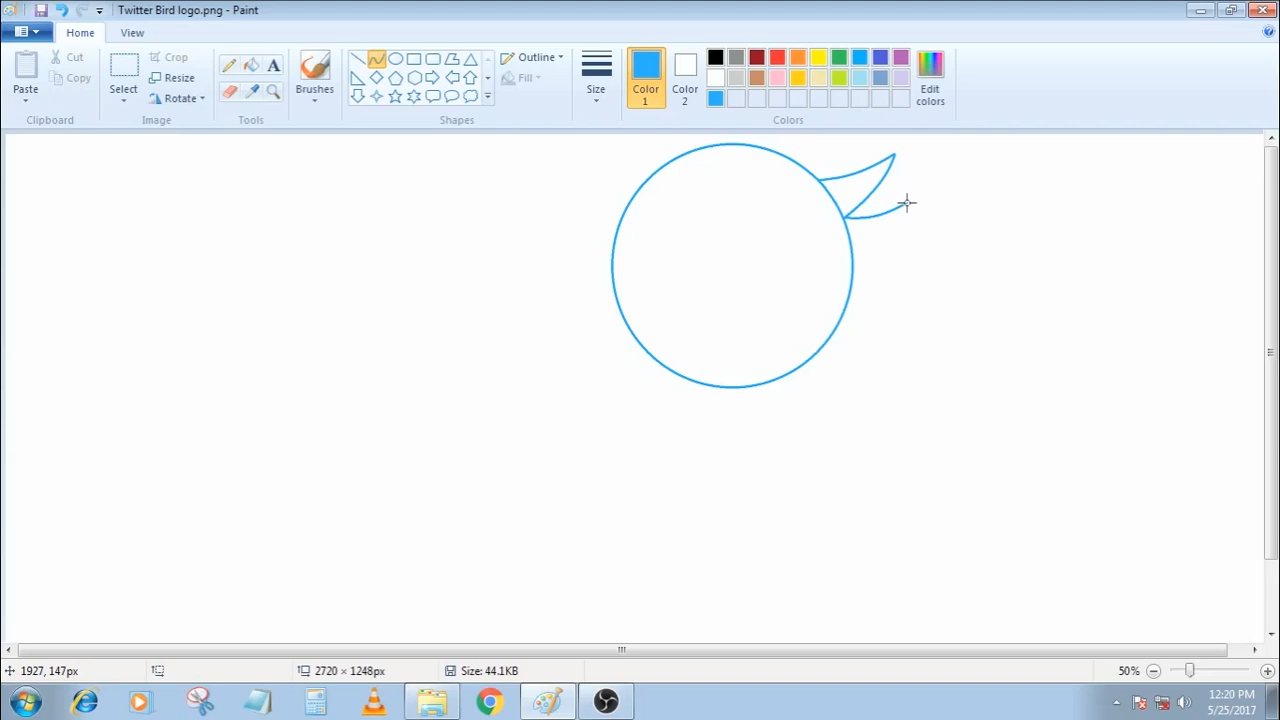 Twitter Bird logo.png - Paint
Home
View
Paste
Cut
Copy
Clipboard
Select
Crop
Resize
Rotate
Image
A
Tools
Brushes
Outline
Fill
Shapes
Size
Color 1
Color 2
Edit colors
Colors
1927, 147px
2720 × 1248px
Size: 44.1KB
50%
12:20 PM
5/25/2017